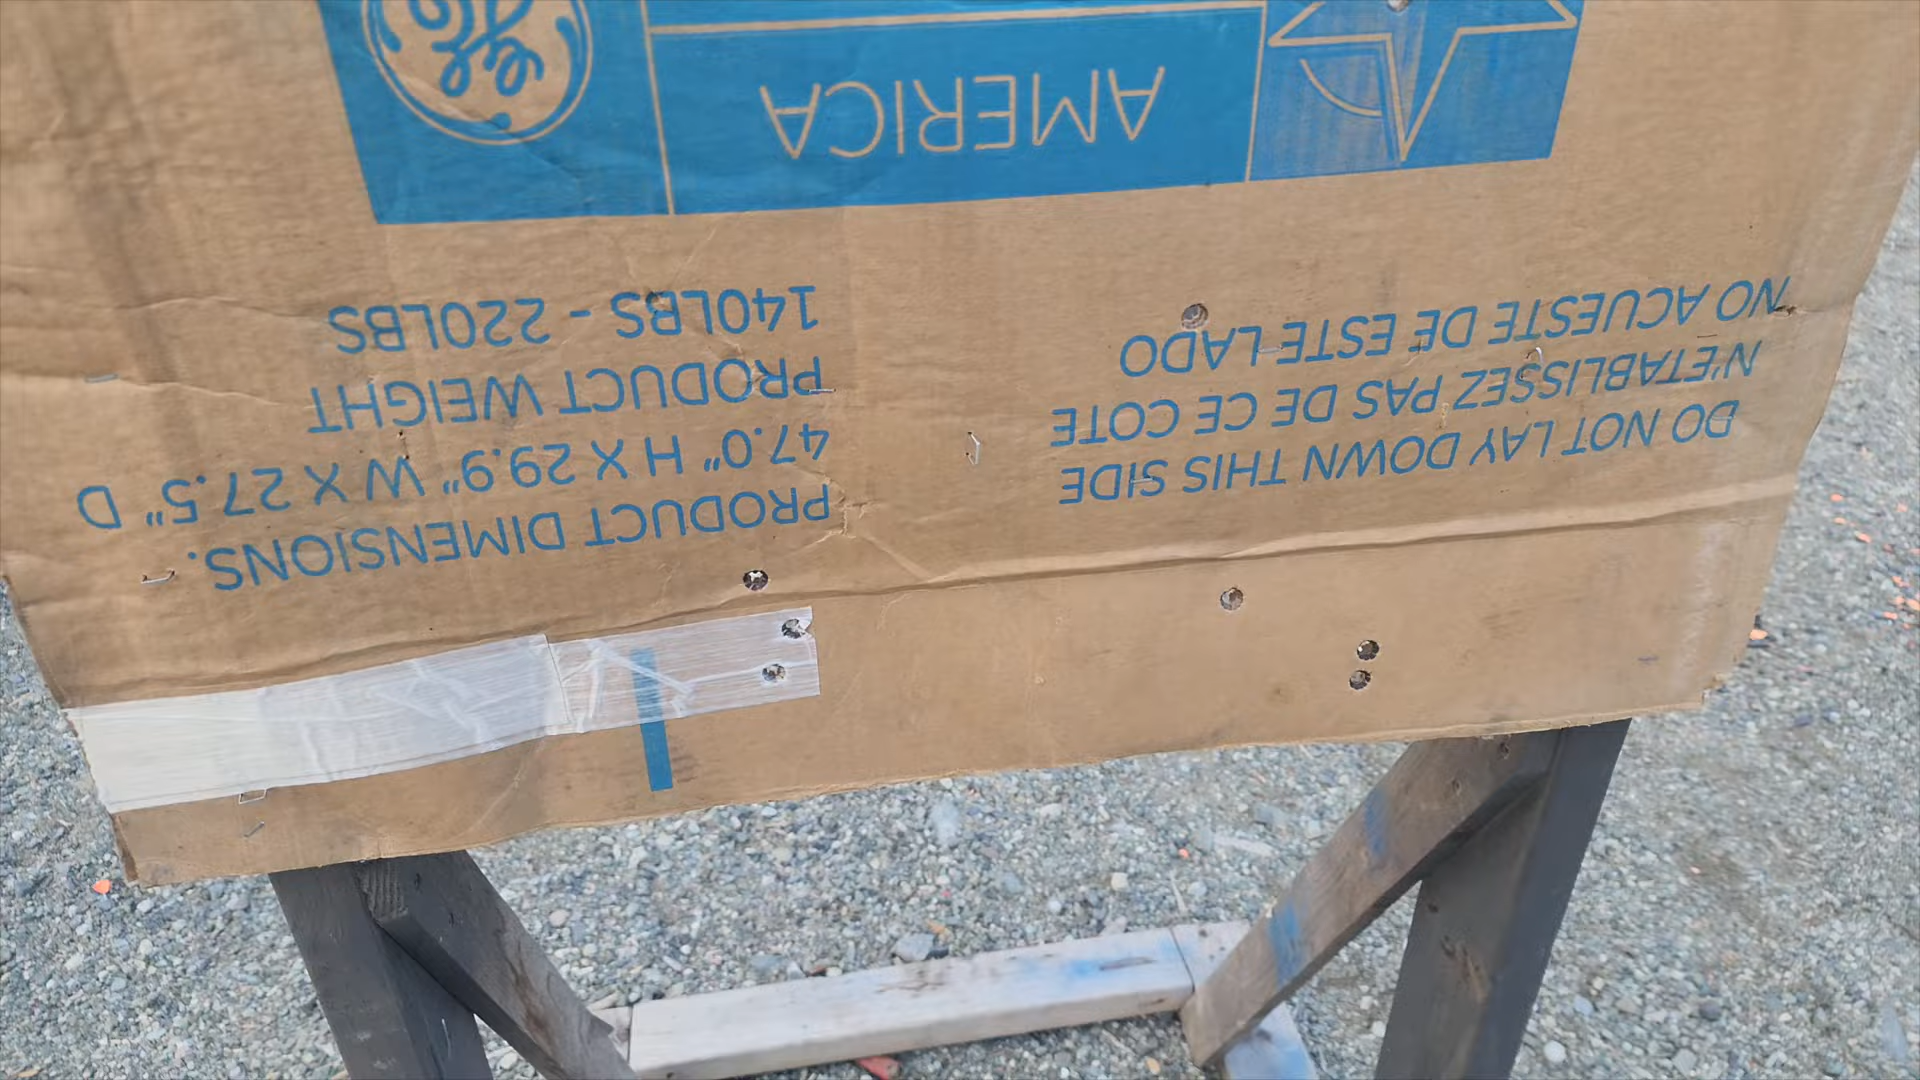 DO NOT LAY DOWN THIS SIDE
N'ETABLISSEZ PAS DE CE COTE
NO ACUESTE DE ESTE LADO
PRODUCT DIMENSIONS.
47.0" H X 29.9" W X 27.5" D
PRODUCT WEIGHT
140LBS - 220LBS
AMERICA